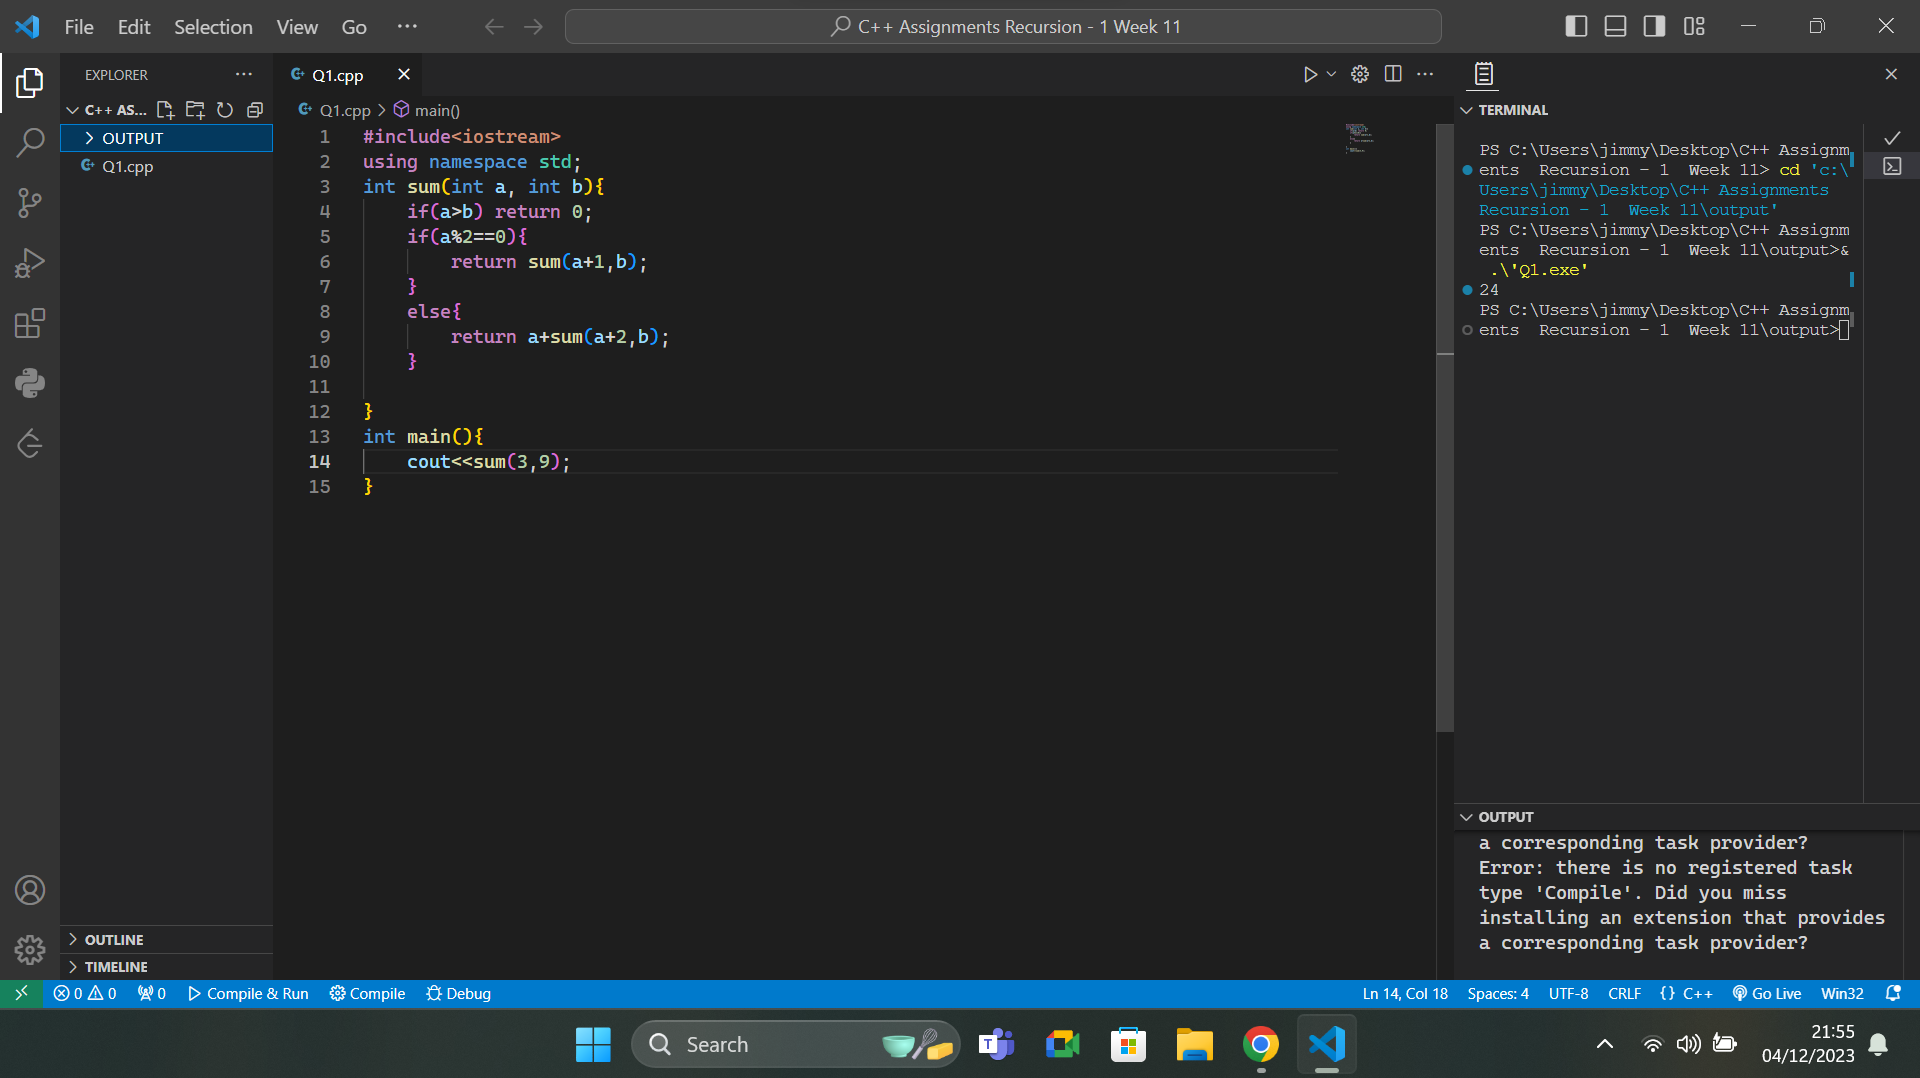 File Edit Selection View Go ···
C++ Assignments Recursion - 1 Week 11
EXPLORER
C++ AS...
OUTPUT
Q1.cpp
OUTLINE
TIMELINE
Q1.cpp
Q1.cpp > main()
1 #include<iostream>
2 using namespace std;
3 int sum(int a, int b){
4     if(a>b) return 0;
5     if(a%2==0){
6         return sum(a+1,b);
7     }
8     else{
9         return a+sum(a+2,b);
10     }
11
12 }
13 int main(){
14     cout<<sum(3,9);
15 }
TERMINAL
PS C:\Users\jimmy\Desktop\C++ Assignm
ents  Recursion - 1  Week 11> cd 'c:\
Users\jimmy\Desktop\C++ Assignments
Recursion - 1  Week 11\output'
PS C:\Users\jimmy\Desktop\C++ Assignm
ents  Recursion - 1  Week 11\output>&
.\'Q1.exe'
24
PS C:\Users\jimmy\Desktop\C++ Assignm
ents  Recursion - 1  Week 11\output>
OUTPUT
a corresponding task provider?
Error: there is no registered task
type 'Compile'. Did you miss
installing an extension that provides
a corresponding task provider?
0 0 0 Compile & Run Compile Debug Ln 14, Col 18 Spaces: 4 UTF-8 CRLF {} C++ Go Live Win32
Search
T
21:55
04/12/2023